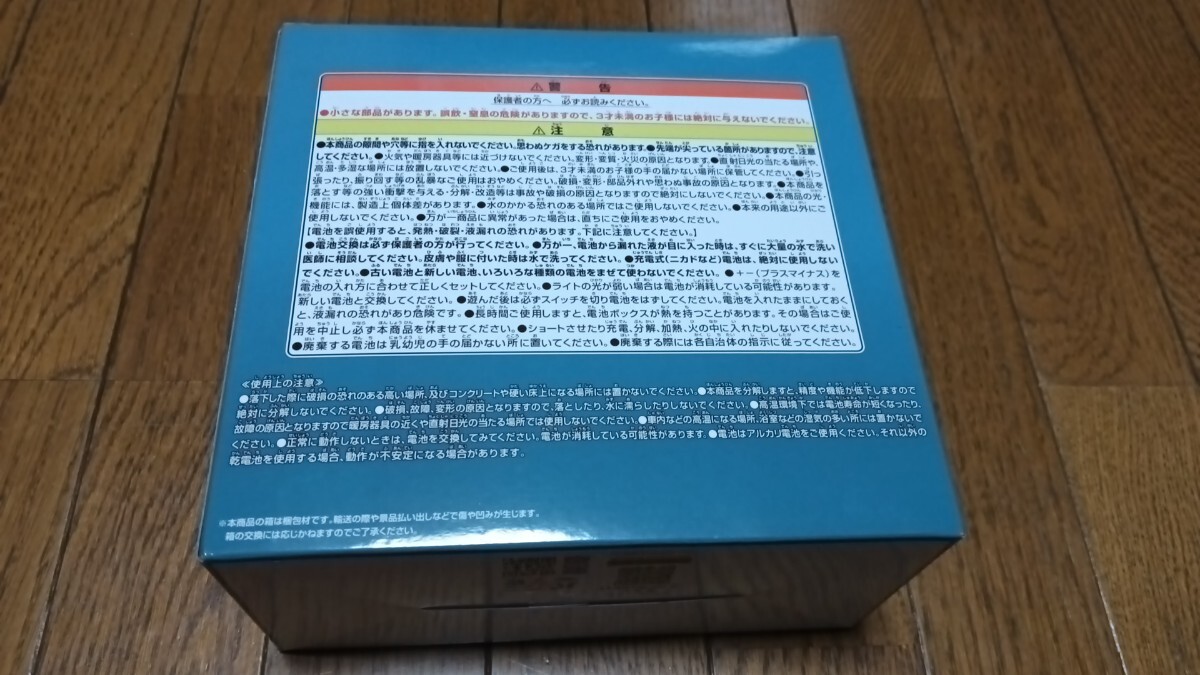 ⚠警 告
保護者の方へ 必ずお読みください。
●小さな部品があります。誤飲・窒息の危険がありますので、3才未満のお子様には絶対に与えないでください。
⚠注 意
●本商品の隙間や穴等に指を入れないでください。思わぬケガをする恐れがあります。●先端が尖っている箇所がありますので、注意
してください。●火気や暖房器具等には近づけないでください。変形・変質・火災の原因となります。●直射日光の当たる場所や、
高温・多湿な場所には放置しないでください。●ご使用後は、3才未満のお子様の手の届かない場所に保管してください。●引っ
張ったり、振り回す等の乱暴なご使用はおやめください。破損・変形・部品外れや思わぬ事故の原因となります。●本商品を
落とす等の強い衝撃を与える・分解・改造等は事故や破損の原因となりますので絶対にしないでください。●本商品の光・
機能には、製造上個体差があります。●水のかかる恐れのある場所ではご使用しないでください。●本来の用途以外にご
使用しないでください。●万が一商品に異常があった場合は、直ちにご使用をおやめください。
【電池を誤使用すると、発熱・破裂・液漏れの恐れがあります。下記に注意してください。】
●電池交換は必ず保護者の方が行ってください。●万が一、電池から漏れた液が目に入った時は、すぐに大量の水で洗い
医師に相談してください。皮膚や服に付いた時は水で洗ってください。●充電式(ニカドなど)電池は、絶対に使用しない
でください。●古い電池と新しい電池、いろいろな種類の電池をまぜて使わないでください。●+−(プラスマイナス)を
電池の入れ方に合わせて正しくセットしてください。●ライトの光が弱い場合は電池が消耗している可能性があります。
新しい電池と交換してください。●遊んだ後は必ずスイッチを切り電池をはずしてください。電池を入れたままにしておく
と、液漏れの恐れがあり危険です。●長時間ご使用しますと、電池ボックスが熱を持つことがあります。その場合はご使
用を中止し必ず本商品を休ませてください。●ショートさせたり充電、分解、加熱、火の中に入れたりしないでください。
●廃棄する電池は乳幼児の手の届かない所に置いてください。●廃棄する際には各自治体の指示に従ってください。
≪使用上の注意≫
●落下した際に破損の恐れのある高い場所、及びコンクリートや硬い床上になる場所には置かないでください。●本商品を分解しますと、精度や機能が低下しますので
絶対に分解しないでください。●破損、故障、変形の原因となりますので、落としたり、水に濡らしたりしないでください。●高温環境下では電池寿命が短くなったり、
故障の原因となりますので暖房器具の近くや直射日光の当たる場所では使用しないでください。●車内などの高温になる場所、浴室などの湿気の多い所には置かないで
ください。●正常に動作しないときは、電池を交換してみてください。電池が消耗している可能性があります。●電池はアルカリ電池をご使用ください。それ以外の
乾電池を使用する場合、動作が不安定になる場合があります。
※本商品の箱は梱包材です。輸送の際や景品払い出しなどで傷や凹みが生じます。
箱の交換には応じかねますのでご了承ください。